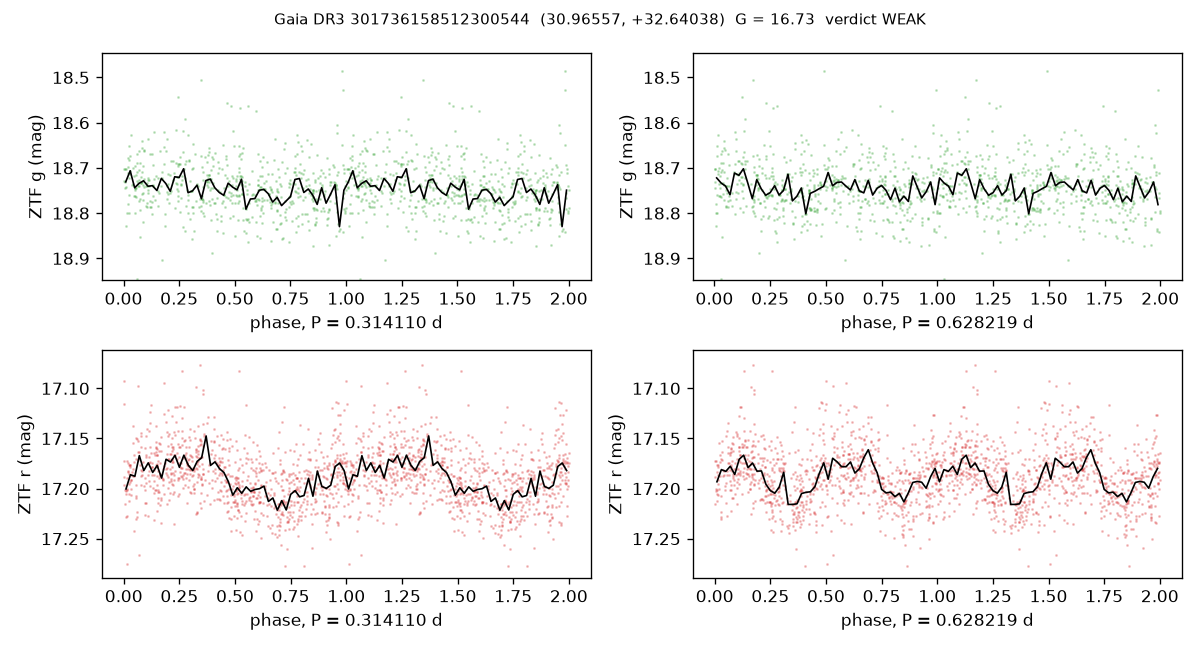 Gaia DR3 301736158512300544 (30.96557, +32.64038) G = 16.73 verdict WEAK
ZTF g (mag)
18.5
18.6
18.7
18.8
18.9
0.00 0.25 0.50 0.75 1.00 1.25 1.50 1.75 2.00
phase, P = 0.314110 d
ZTF g (mag)
18.5
18.6
18.7
18.8
18.9
0.00 0.25 0.50 0.75 1.00 1.25 1.50 1.75 2.00
phase, P = 0.628219 d
ZTF r (mag)
17.10
17.15
17.20
17.25
0.00 0.25 0.50 0.75 1.00 1.25 1.50 1.75 2.00
phase, P = 0.314110 d
ZTF r (mag)
17.10
17.15
17.20
17.25
0.00 0.25 0.50 0.75 1.00 1.25 1.50 1.75 2.00
phase, P = 0.628219 d